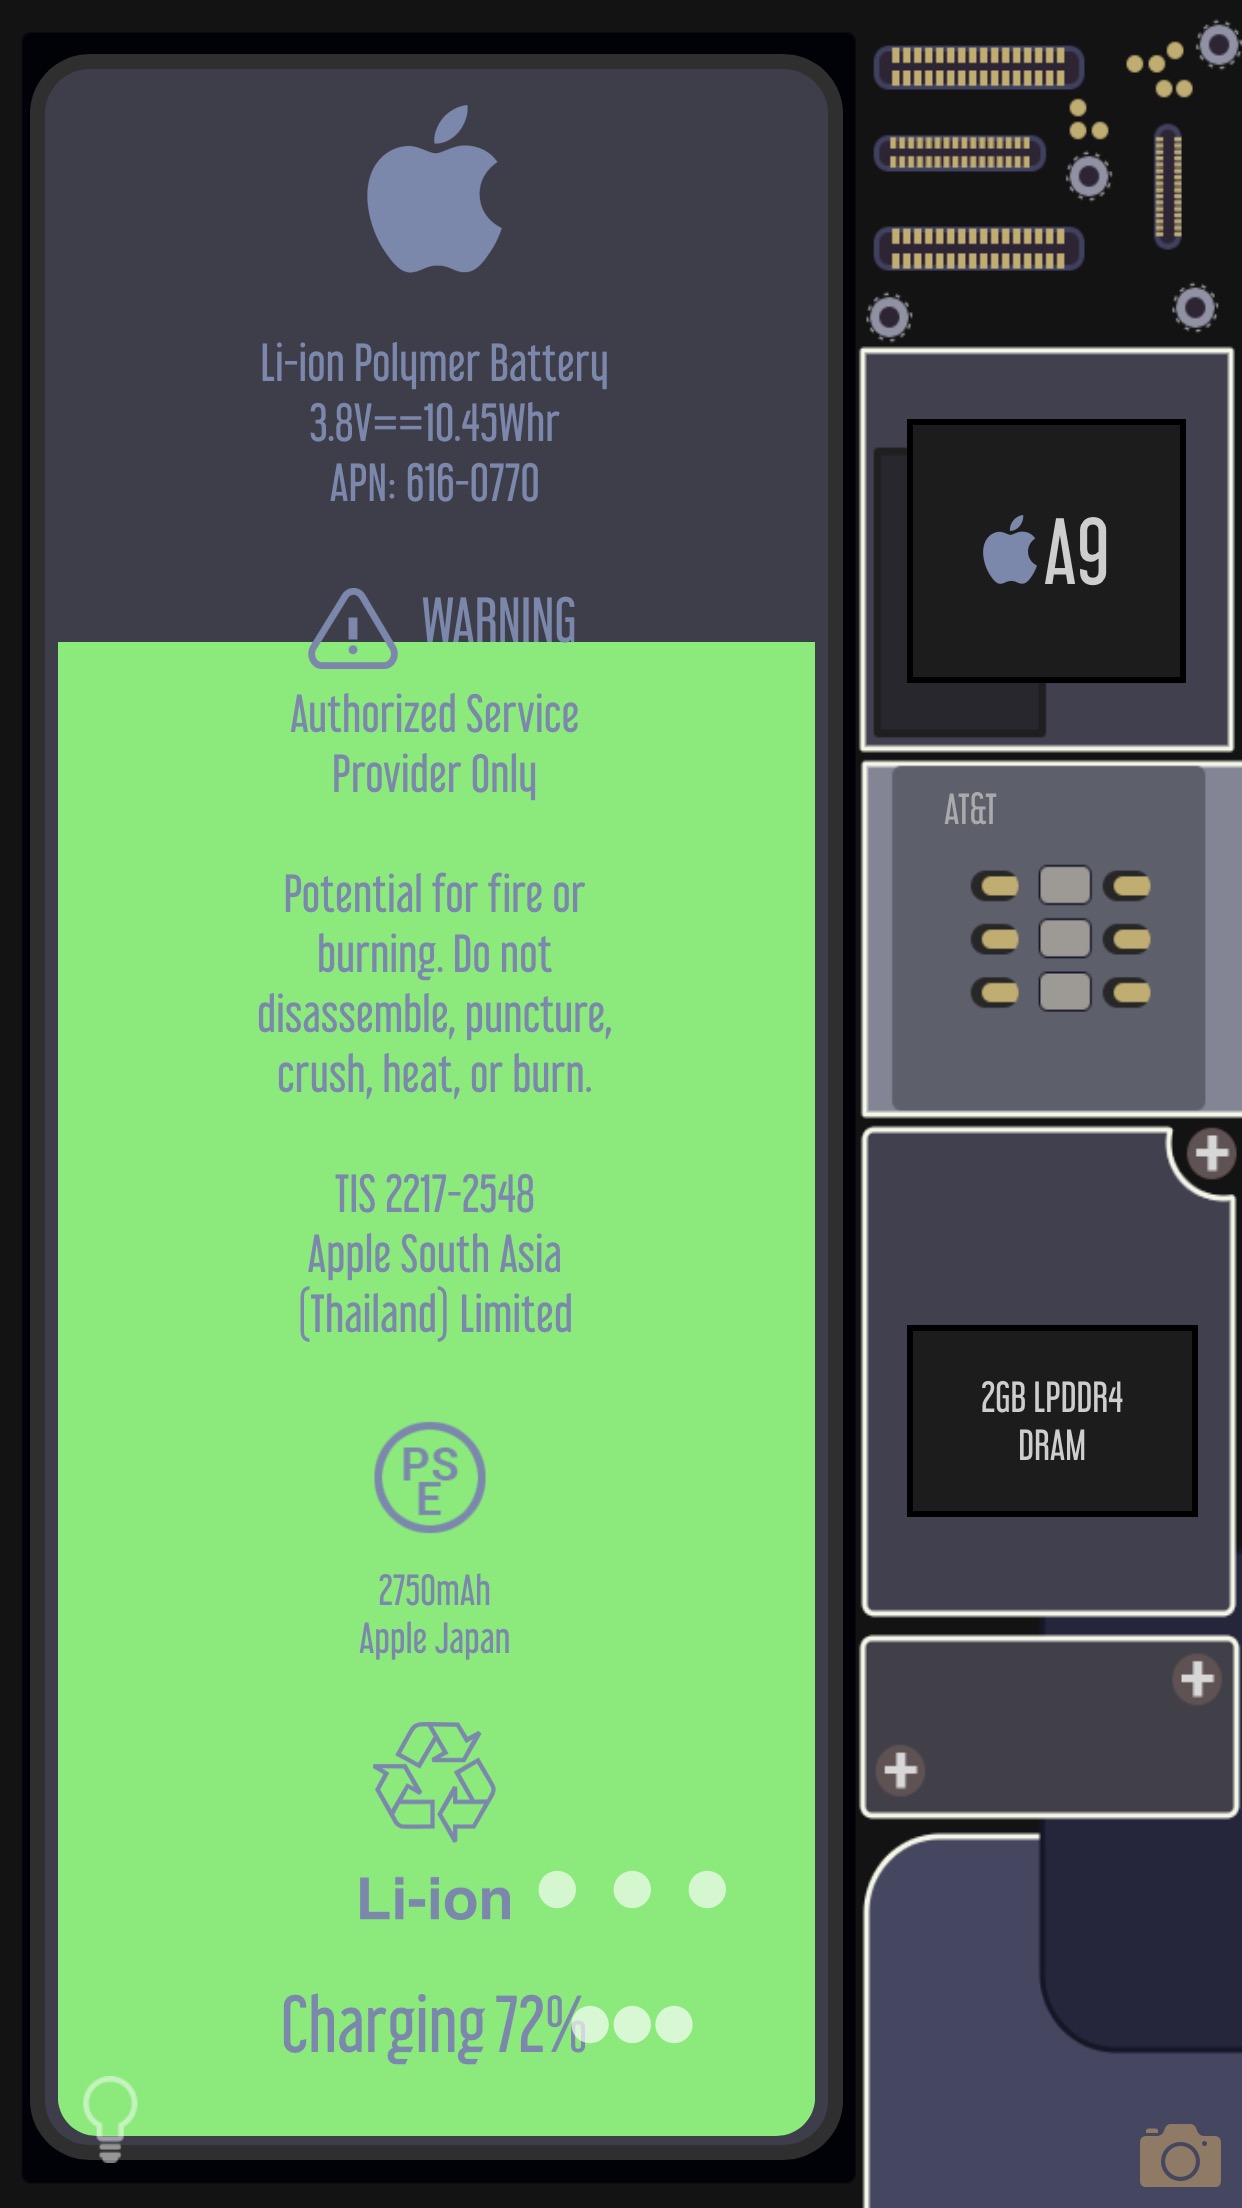 Li-ion Polymer Battery
3.8V==10.45Whr
APN: 616-0770
WARNING
Authorized Service
Provider Only
Potential for fire or
burning. Do not
disassemble, puncture,
crush, heat, or burn.
TIS 2217-2548
Apple South Asia
(Thailand) Limited
PS
E
2750mAh
Apple Japan
Li-ion
Charging 72%
A9
AT&T
2GB LPDDR4
DRAM